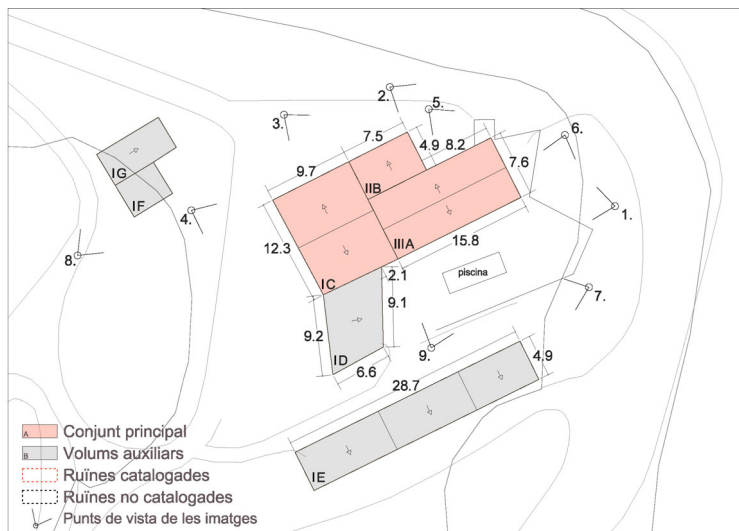 2.
5.
3.
6.
7.5
4.9
8.2
9.7
7.6
IG
IIB
IF
4.
1.
12.3
IIIA
15.8
8.
2.1
piscina
IC
9.1
7.
9.2
ID
9.
4.9
6.6
28.7
IE
A Conjunt principal
B Volums auxiliars
Ruïnes catalogades
Ruïnes no catalogades
Punts de vista de les imatges